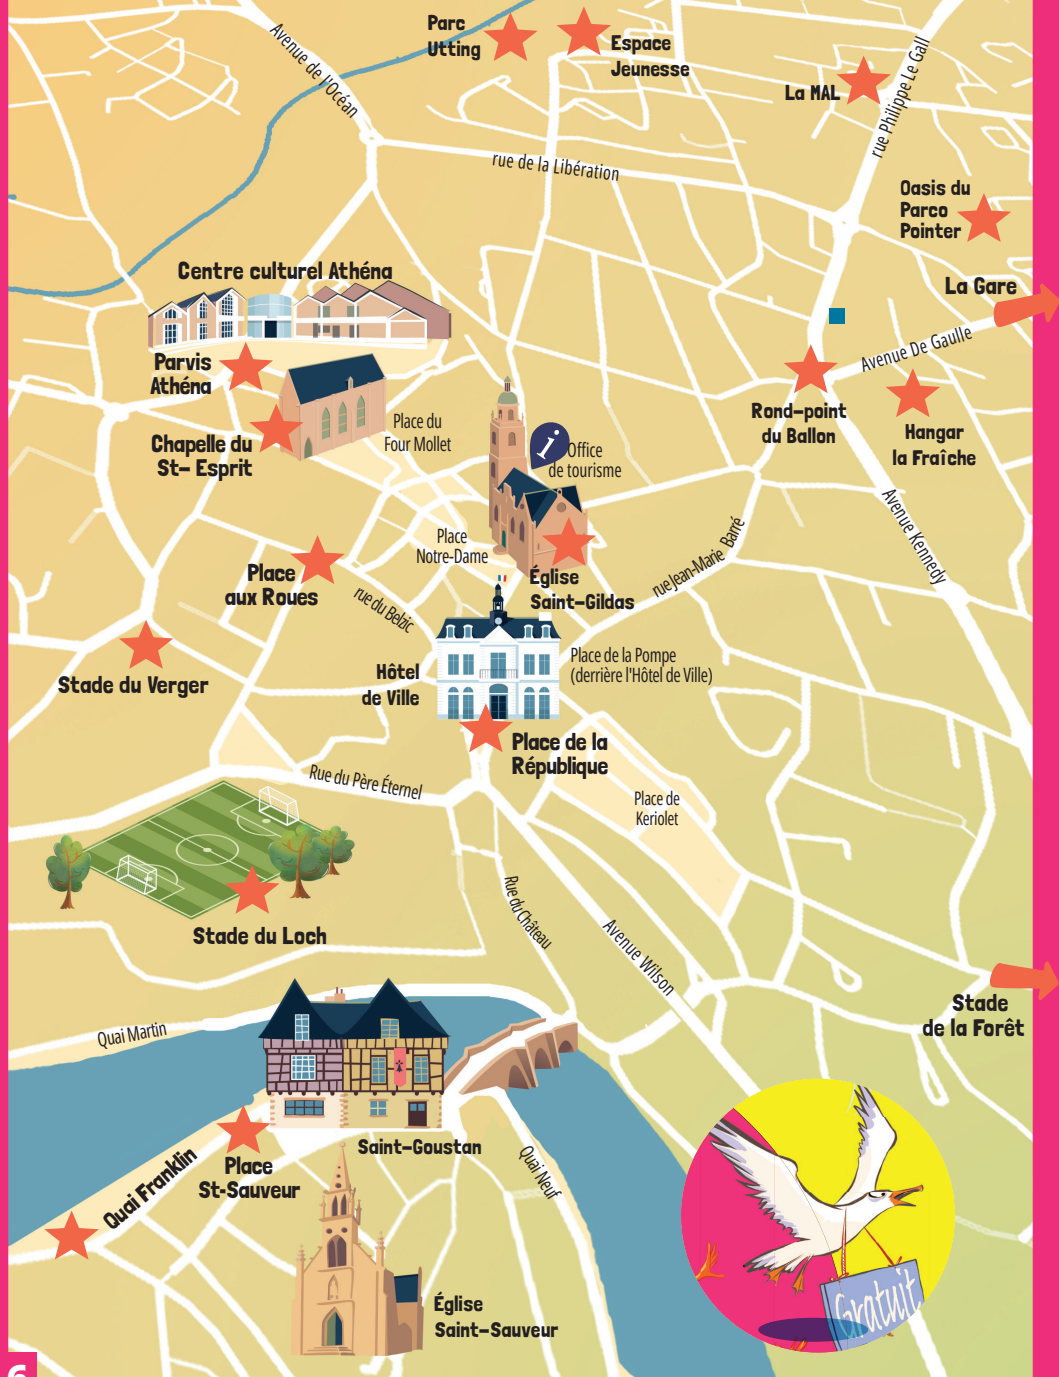 Parc
Utting
Espace
Jeunesse
Avenue de l'Océan
La MAL
rue Philippe Le Gall
rue de la Libération
Oasis du
Parco
Pointer
Centre culturel Athéna
La Gare
Parvis
Athéna
Avenue De Gaulle
Rond-point
du Ballon
Hangar
la Fraîche
Place du
Four Mollet
Chapelle du
St- Esprit
i
Office
de tourisme
Avenue Kennedy
Place
Notre-Dame
rue Jean-Marie Barré
Place
aux Roues
rue du Belzic
Église
Saint-Gildas
Stade du Verger
Hôtel
de Ville
Place de la Pompe
(derrière l'Hôtel de Ville)
Place de la
République
Rue du Père Éternel
Place de
Keriolet
Rue du Château
Stade du Loch
Avenue Wilson
Stade
de la Forêt
Quai Martin
Saint-Goustan
Quai Neuf
Place
St-Sauveur
Quai Franklin
Gratuit
Église
Saint-Sauveur
6